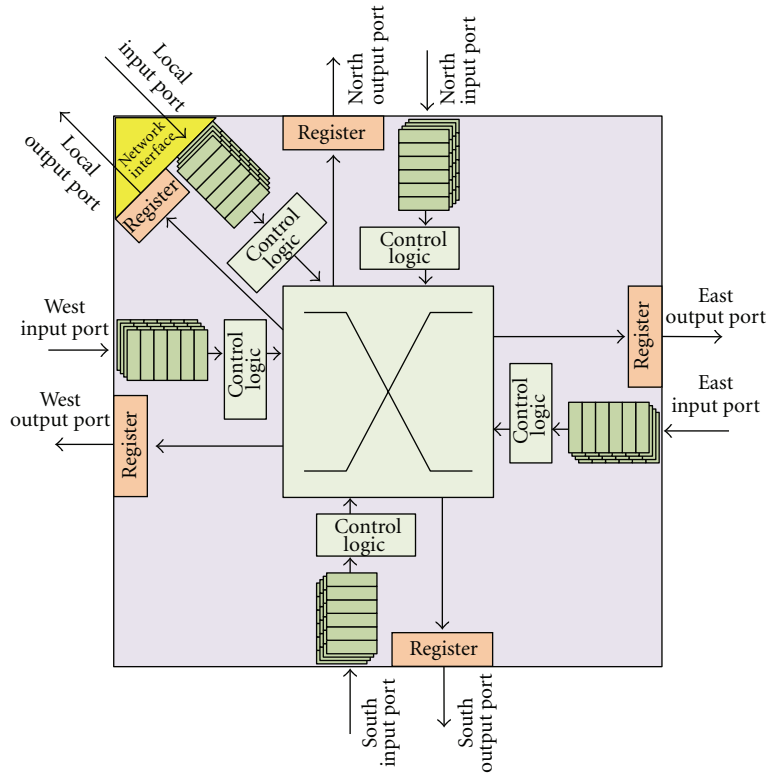 Local
input port
North
output port
North
input port
Local
output port
Network
interface
Register
Register
Control
logic
Control
logic
West
input port
Control
logic
Register
East
output port
West
output port
Register
Control
logic
East
input port
Control
logic
Register
South
input port
South
output port